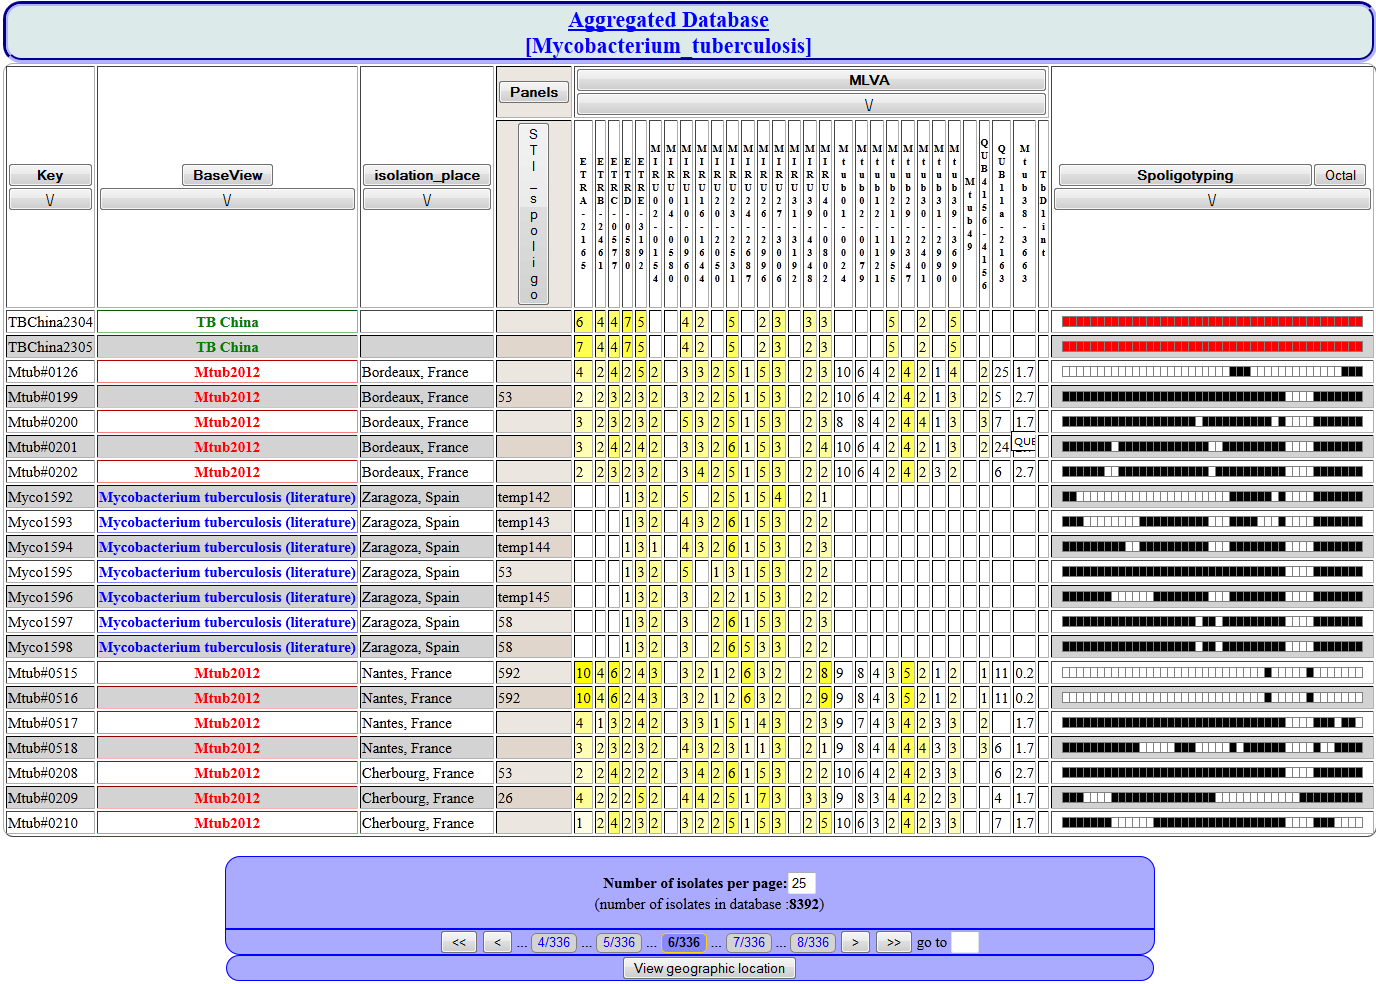 Aggregated Database
[Mycobacterium_tuberculosis]
Key \/ BaseView \/ isolation_place \/ Panels STI_spoligo MLVA \/ Spoligotyping Octal \/
ETRA-2165 ETRB-2461 ETRC-0577 ETRD-0580 ETRE-3192 MIRU02-0154 MIRU04-0580 MIRU10-0960 MIRU16-1644 MIRU20-2059 MIRU23-2531 MIRU24-2687 MIRU26-2996 MIRU27-3006 MIRU31-3192 MIRU39-4348 MIRU40-0802 Mtub01-0024 Mtub02-0079 Mtub12-1121 Mtub21-1955 Mtub29-2347 Mtub30-2401 Mtub31-2990 Mtub39-3690 Mtub49 QUB4156-4156 QUB11a-2163 Mtub38-3663 TbD1int
TBChina2304 TB China 6 4 4 7 5 4 2 5 2 3 3 3 5 2 5
TBChina2305 TB China 7 4 4 7 5 4 2 5 2 3 2 3 5 2 5
Mtub#0126 Mtub2012 Bordeaux, France 4 2 4 2 5 2 3 3 2 5 1 5 3 2 3 10 6 4 2 4 2 1 4 2 25 1.7
Mtub#0199 Mtub2012 Bordeaux, France 53 2 2 3 2 3 2 3 2 2 5 1 5 3 2 2 10 6 4 2 4 2 1 3 2 5 2.7
Mtub#0200 Mtub2012 Bordeaux, France 3 2 3 2 3 2 5 3 2 5 1 5 3 2 3 8 8 4 2 4 4 1 3 3 7 1.7
Mtub#0201 Mtub2012 Bordeaux, France 3 2 4 2 4 2 3 3 2 6 1 5 3 2 4 10 6 4 2 4 2 1 3 2 24 QUE
Mtub#0202 Mtub2012 Bordeaux, France 2 2 3 2 3 2 3 4 2 5 1 5 3 2 2 10 6 4 2 4 2 3 2 6 2.7
Myco1592 Mycobacterium tuberculosis (literature) Zaragoza, Spain temp142 1 3 2 5 2 5 1 5 4 2 1
Myco1593 Mycobacterium tuberculosis (literature) Zaragoza, Spain temp143 1 3 2 4 3 2 6 1 5 3 2 2
Myco1594 Mycobacterium tuberculosis (literature) Zaragoza, Spain temp144 1 3 1 4 3 2 6 1 5 3 2 3
Myco1595 Mycobacterium tuberculosis (literature) Zaragoza, Spain 53 1 3 2 5 1 3 1 5 3 2 2
Myco1596 Mycobacterium tuberculosis (literature) Zaragoza, Spain temp145 1 3 2 3 2 2 1 5 3 2 2
Myco1597 Mycobacterium tuberculosis (literature) Zaragoza, Spain 58 1 3 2 3 2 6 1 5 3 2 3
Myco1598 Mycobacterium tuberculosis (literature) Zaragoza, Spain 58 1 3 2 3 2 6 5 3 3 2 2
Mtub#0515 Mtub2012 Nantes, France 592 10 4 6 2 4 3 3 2 1 2 6 3 2 2 8 9 8 4 3 5 2 1 2 1 11 0.2
Mtub#0516 Mtub2012 Nantes, France 592 10 4 6 2 4 3 3 2 1 2 6 3 2 2 9 9 8 4 3 5 2 1 2 1 11 0.2
Mtub#0517 Mtub2012 Nantes, France 4 1 3 2 4 2 3 3 1 5 1 4 3 2 3 9 7 4 3 4 2 3 3 2 1.7
Mtub#0518 Mtub2012 Nantes, France 3 2 3 2 3 2 4 3 2 3 1 1 3 2 1 9 8 4 4 4 4 3 3 3 6 1.7
Mtub#0208 Mtub2012 Cherbourg, France 53 2 2 4 2 2 2 3 4 2 6 1 5 3 2 2 10 6 4 2 4 2 3 3 6 2.7
Mtub#0209 Mtub2012 Cherbourg, France 26 4 2 2 2 5 2 4 4 2 5 1 7 3 3 3 9 8 3 4 4 2 2 3 4 1.7
Mtub#0210 Mtub2012 Cherbourg, France 1 2 4 2 3 2 3 2 2 5 1 5 3 2 5 10 6 3 2 4 2 3 3 7 1.7
Number of isolates per page: 25
(number of isolates in database :8392)
<< < ... 4/336 ... 5/336 ... 6/336 ... 7/336 ... 8/336 > >> go to
View geographic location